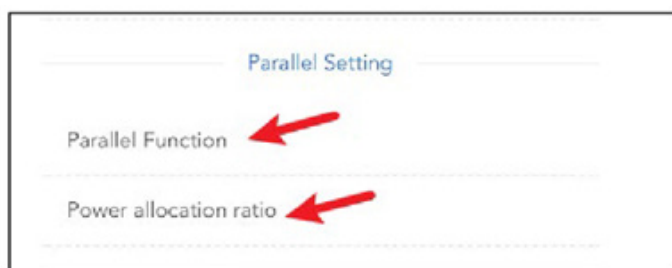 Parallel Setting
Parallel Function
Power allocation ratio